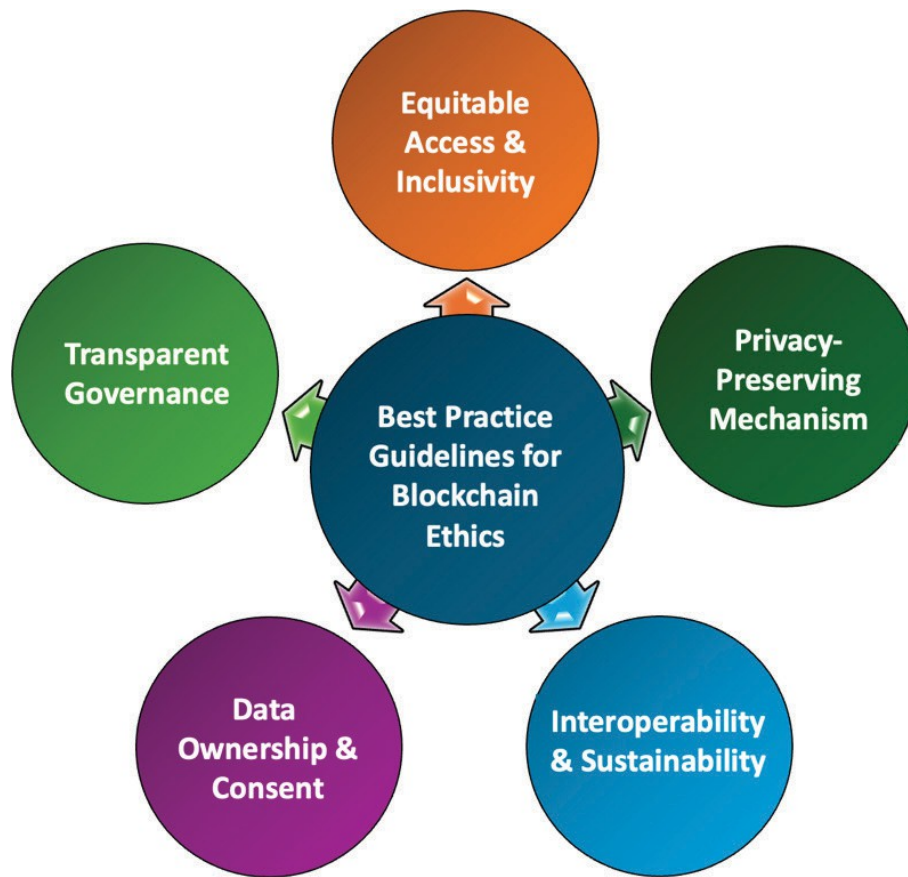 Equitable
Access &
Inclusivity
Transparent
Governance
Privacy-
Preserving
Mechanism
Best Practice
Guidelines for
Blockchain
Ethics
Data
Ownership &
Consent
Interoperability
& Sustainability